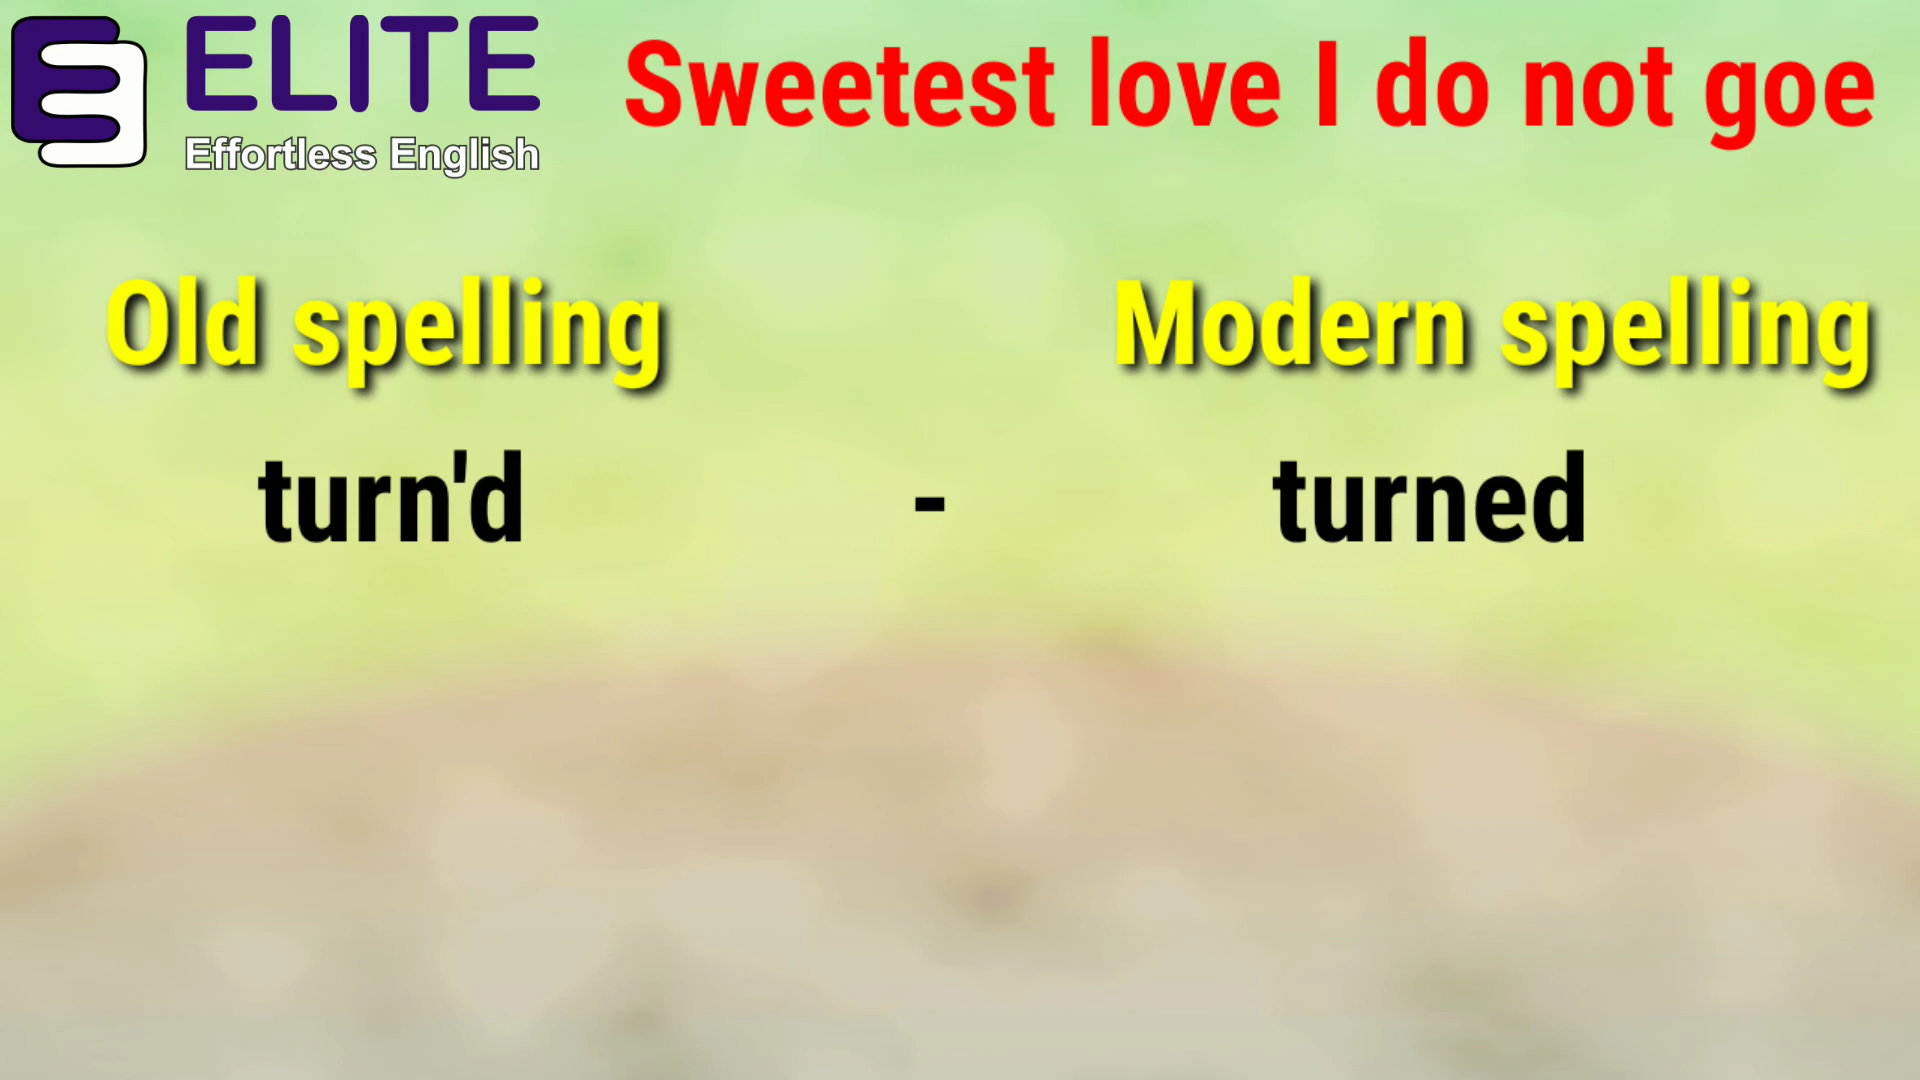 ELITE
Effortless English
Sweetest love I do not goe
Old spelling Modern spelling
turn'd - turned